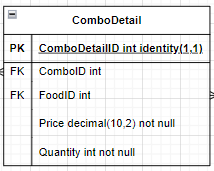 ComboDetail
PK ComboDetailID int identity(1,1)
FK ComboID int
FK FoodID int
Price decimal(10,2) not null
Quantity int not null